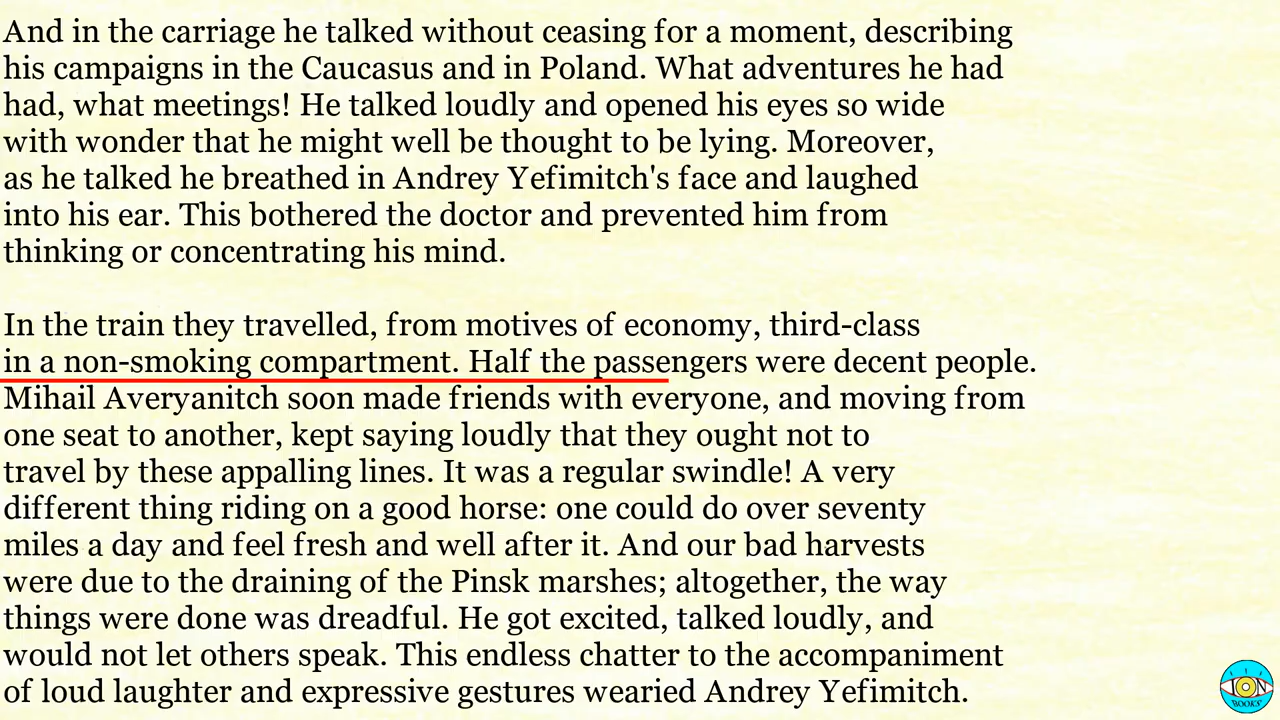 And in the carriage he talked without ceasing for a moment, describing
his campaigns in the Caucasus and in Poland. What adventures he had
had, what meetings! He talked loudly and opened his eyes so wide
with wonder that he might well be thought to be lying. Moreover,
as he talked he breathed in Andrey Yefimitch's face and laughed
into his ear. This bothered the doctor and prevented him from
thinking or concentrating his mind.
In the train they travelled, from motives of economy, third-class
in a non-smoking compartment. Half the passengers were decent people.
Mihail Averyanitch soon made friends with everyone, and moving from
one seat to another, kept saying loudly that they ought not to
travel by these appalling lines. It was a regular swindle! A very
different thing riding on a good horse: one could do over seventy
miles a day and feel fresh and well after it. And our bad harvests
were due to the draining of the Pinsk marshes; altogether, the way
things were done was dreadful. He got excited, talked loudly, and
would not let others speak. This endless chatter to the accompaniment
of loud laughter and expressive gestures wearied Andrey Yefimitch.
ION
BOOKS